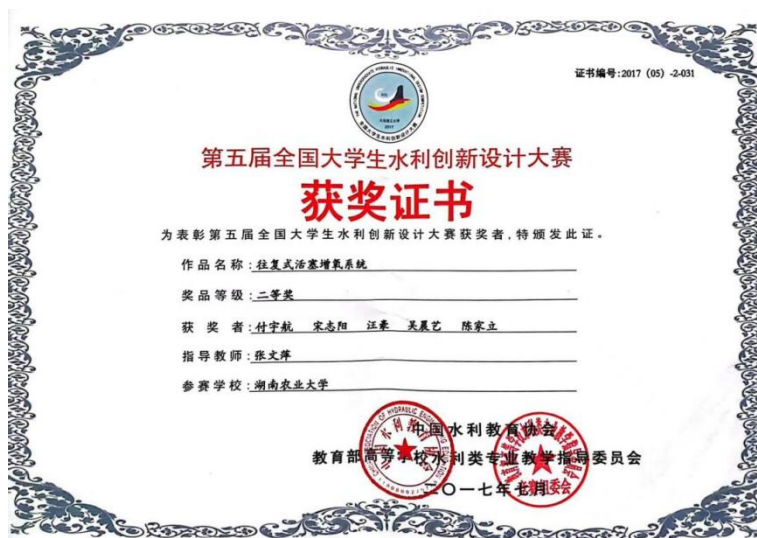 证书编号:2017（05）-2-031
第五届全国大学生水利创新设计大赛
获奖证书
为表彰第五届全国大学生水利创新设计大赛获奖者,特颁发此证。
作品名称:往复式活塞增氧系统
奖品等级:二等奖
获奖者:付宇航 宋志阳 汪豪 吴晨艺 陈家立
指导教师:张文萍
参赛学校:湖南农业大学
中国水利教育协会
教育部高等学校水利类专业教学指导委员会
二〇一七年七月